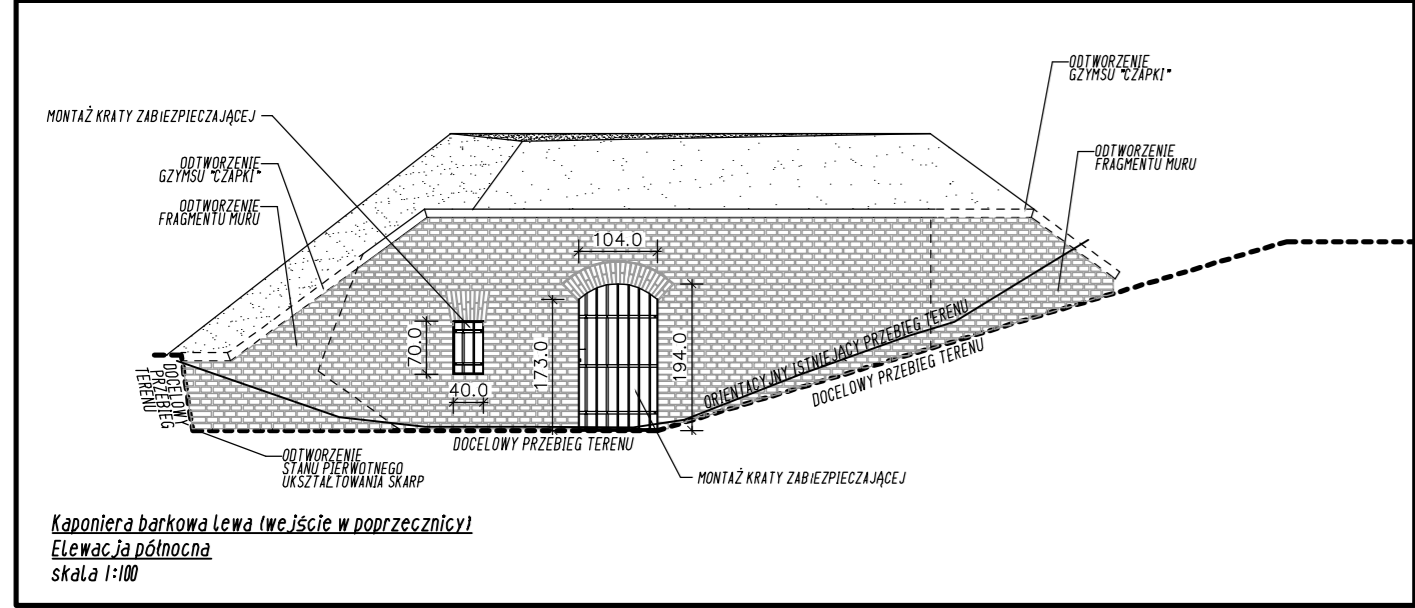 ODTWORZENIE
GZYMSU "CZAPKI"
MONTAŻ KRATY ZABIEZPIECZAJĄCEJ
ODTWORZENIE
FRAGMENTU MURU
ODTWORZENIE
GZYMSU "CZAPKI"
ODTWORZENIE
FRAGMENTU MURU
104.0
70.0
40.0
173.0
194.0
ORIENTACYJNY ISTNIEJĄCY PRZEBIEG TERENU
DOCELOWY PRZEBIEG TERENU
DOCELOWY
PRZEBIEG
TERENU
DOCELOWY PRZEBIEG TERENU
ODTWORZENIE
STANU PIERWOTNEGO
UKSZTAŁTOWANIA SKARP
MONTAŻ KRATY ZABIEZPIECZAJĄCEJ
Kaponiera barkowa lewa (wejście w poprzecznicy)
Elewacja północna
skala 1:100